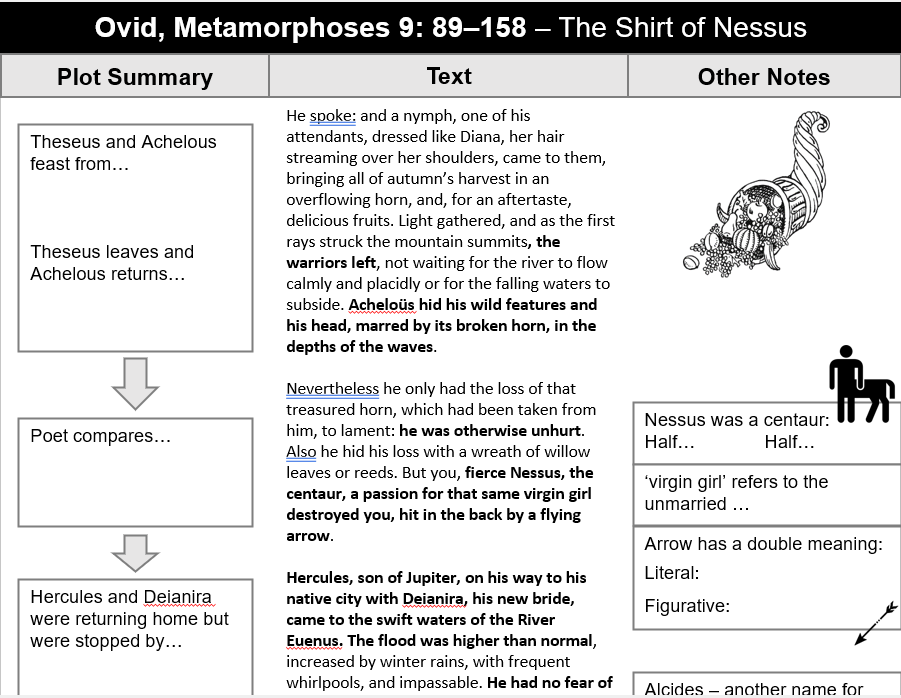 Ovid, Metamorphoses 9: 89–158 – The Shirt of Nessus
Plot Summary
Text
Other Notes
Theseus and Achelous
feast from…
Theseus leaves and
Achelous returns…
Poet compares…
Hercules and Deianira
were returning home but
were stopped by…
He spoke: and a nymph, one of his
attendants, dressed like Diana, her hair
streaming over her shoulders, came to them,
bringing all of autumn’s harvest in an
overflowing horn, and, for an aftertaste,
delicious fruits. Light gathered, and as the first
rays struck the mountain summits, the
warriors left, not waiting for the river to flow
calmly and placidly or for the falling waters to
subside. Acheloüs hid his wild features and
his head, marred by its broken horn, in the
depths of the waves.
Nevertheless he only had the loss of that
treasured horn, which had been taken from
him, to lament: he was otherwise unhurt.
Also he hid his loss with a wreath of willow
leaves or reeds. But you, fierce Nessus, the
centaur, a passion for that same virgin girl
destroyed you, hit in the back by a flying
arrow.
Hercules, son of Jupiter, on his way to his
native city with Deianira, his new bride,
came to the swift waters of the River
Euenus. The flood was higher than normal,
increased by winter rains, with frequent
whirlpools, and impassable. He had no fear of
Nessus was a centaur:
Half… Half…
‘virgin girl’ refers to the
unmarried …
Arrow has a double meaning:
Literal:
Figurative:
Alcides – another name for